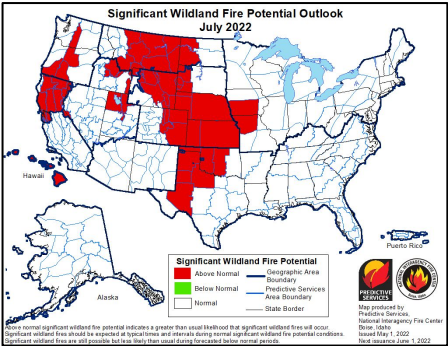 Significant Wildland Fire Potential Outlook
July 2022
Hawaii
Alaska
Puerto Rico
Significant Wildland Fire Potential
Above Normal
Below Normal
Normal
Geographic Area
Boundary
Predictive Services
Area Boundary
State Border
PREDICTIVE
SERVICES
Map produced by
Predictive Services,
National Interagency Fire Center
Boise, Idaho
Issued May 1, 2022
Next issuance June 1, 2022
Above normal significant wildland fire potential indicates a greater than usual likelihood that significant wildland fires will occur.
Significant wildland fires should be expected at typical times and intervals during normal significant wildland fire potential conditions.
Significant wildland fires are still possible but less likely than usual during forecasted below normal periods.